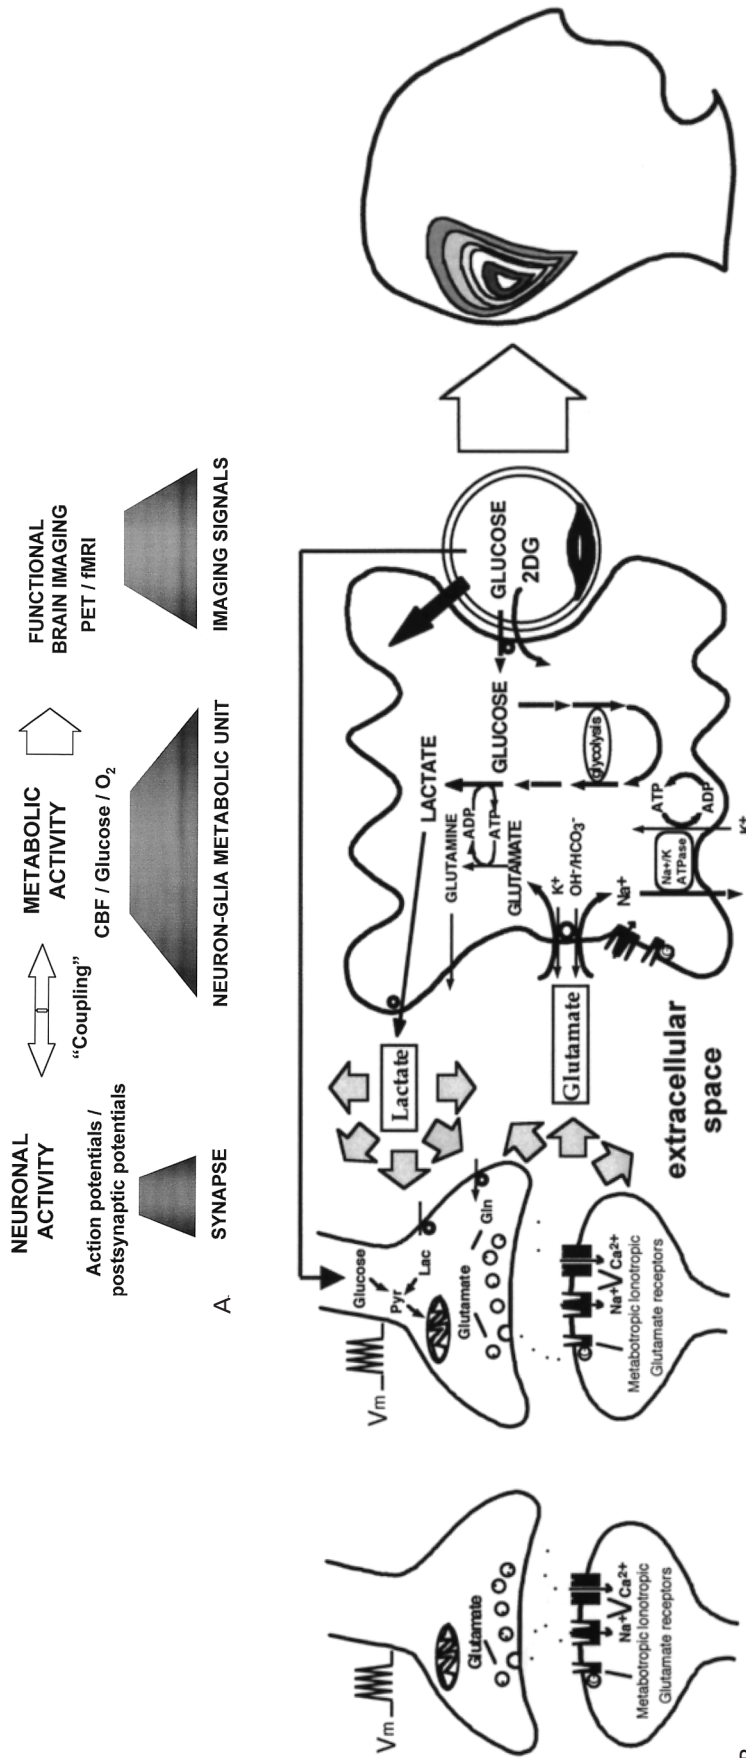 NEURONAL
ACTIVITY
"Coupling"
METABOLIC
ACTIVITY
FUNCTIONAL
BRAIN IMAGING
PET / fMRI
Action potentials /
postsynaptic potentials
CBF / Glucose / O₂
SYNAPSE
NEURON-GLIA METABOLIC UNIT
IMAGING SIGNALS
A.
Vm
Glutamate
Na⁺
Ca²⁺
Metabotropic Ionotropic
Glutamate receptors
Vm
Glucose
Pyr
Lac
Glutamate
Gln
Na⁺
Ca²⁺
Metabotropic Ionotropic
Glutamate receptors
Lactate
Glutamate
extracellular
space
LACTATE
GLUTAMINE
ADP
ATP
GLUTAMATE
K⁺
OH⁻/HCO₃⁻
Na⁺
G
GLUCOSE
glycolysis
ATP
ADP
Na⁺/K
ATPase
K⁺
GLUCOSE
2DG